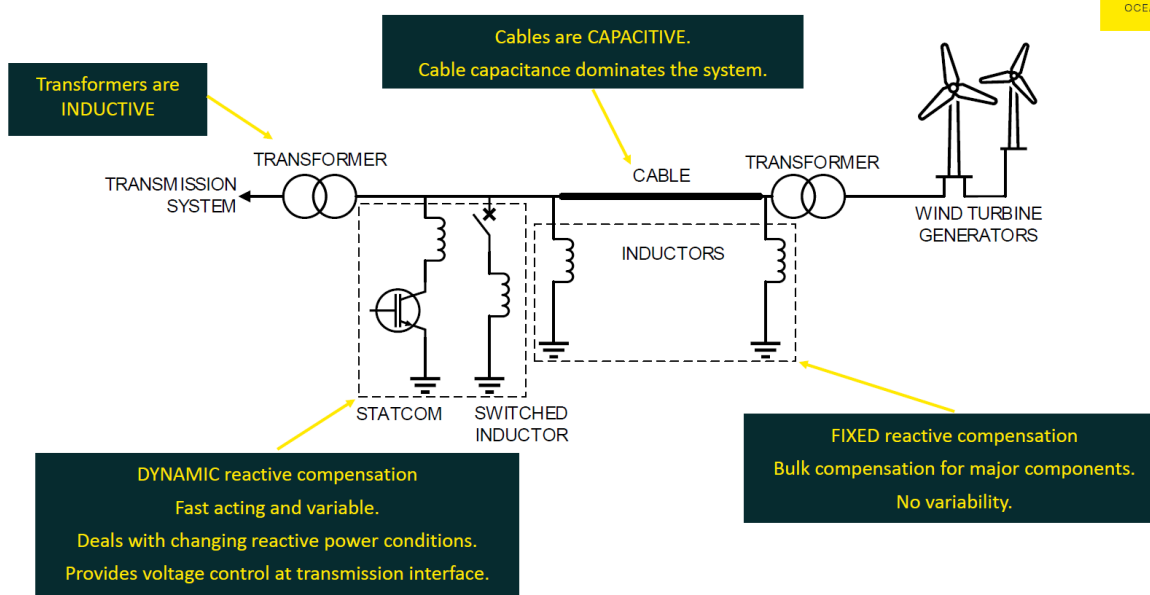 OCEA
Cables are CAPACITIVE.
Cable capacitance dominates the system.
Transformers are
INDUCTIVE
TRANSFORMER
CABLE
TRANSFORMER
TRANSMISSION
SYSTEM
WIND TURBINE
GENERATORS
INDUCTORS
STATCOM
SWITCHED
INDUCTOR
FIXED reactive compensation
Bulk compensation for major components.
No variability.
DYNAMIC reactive compensation
Fast acting and variable.
Deals with changing reactive power conditions.
Provides voltage control at transmission interface.